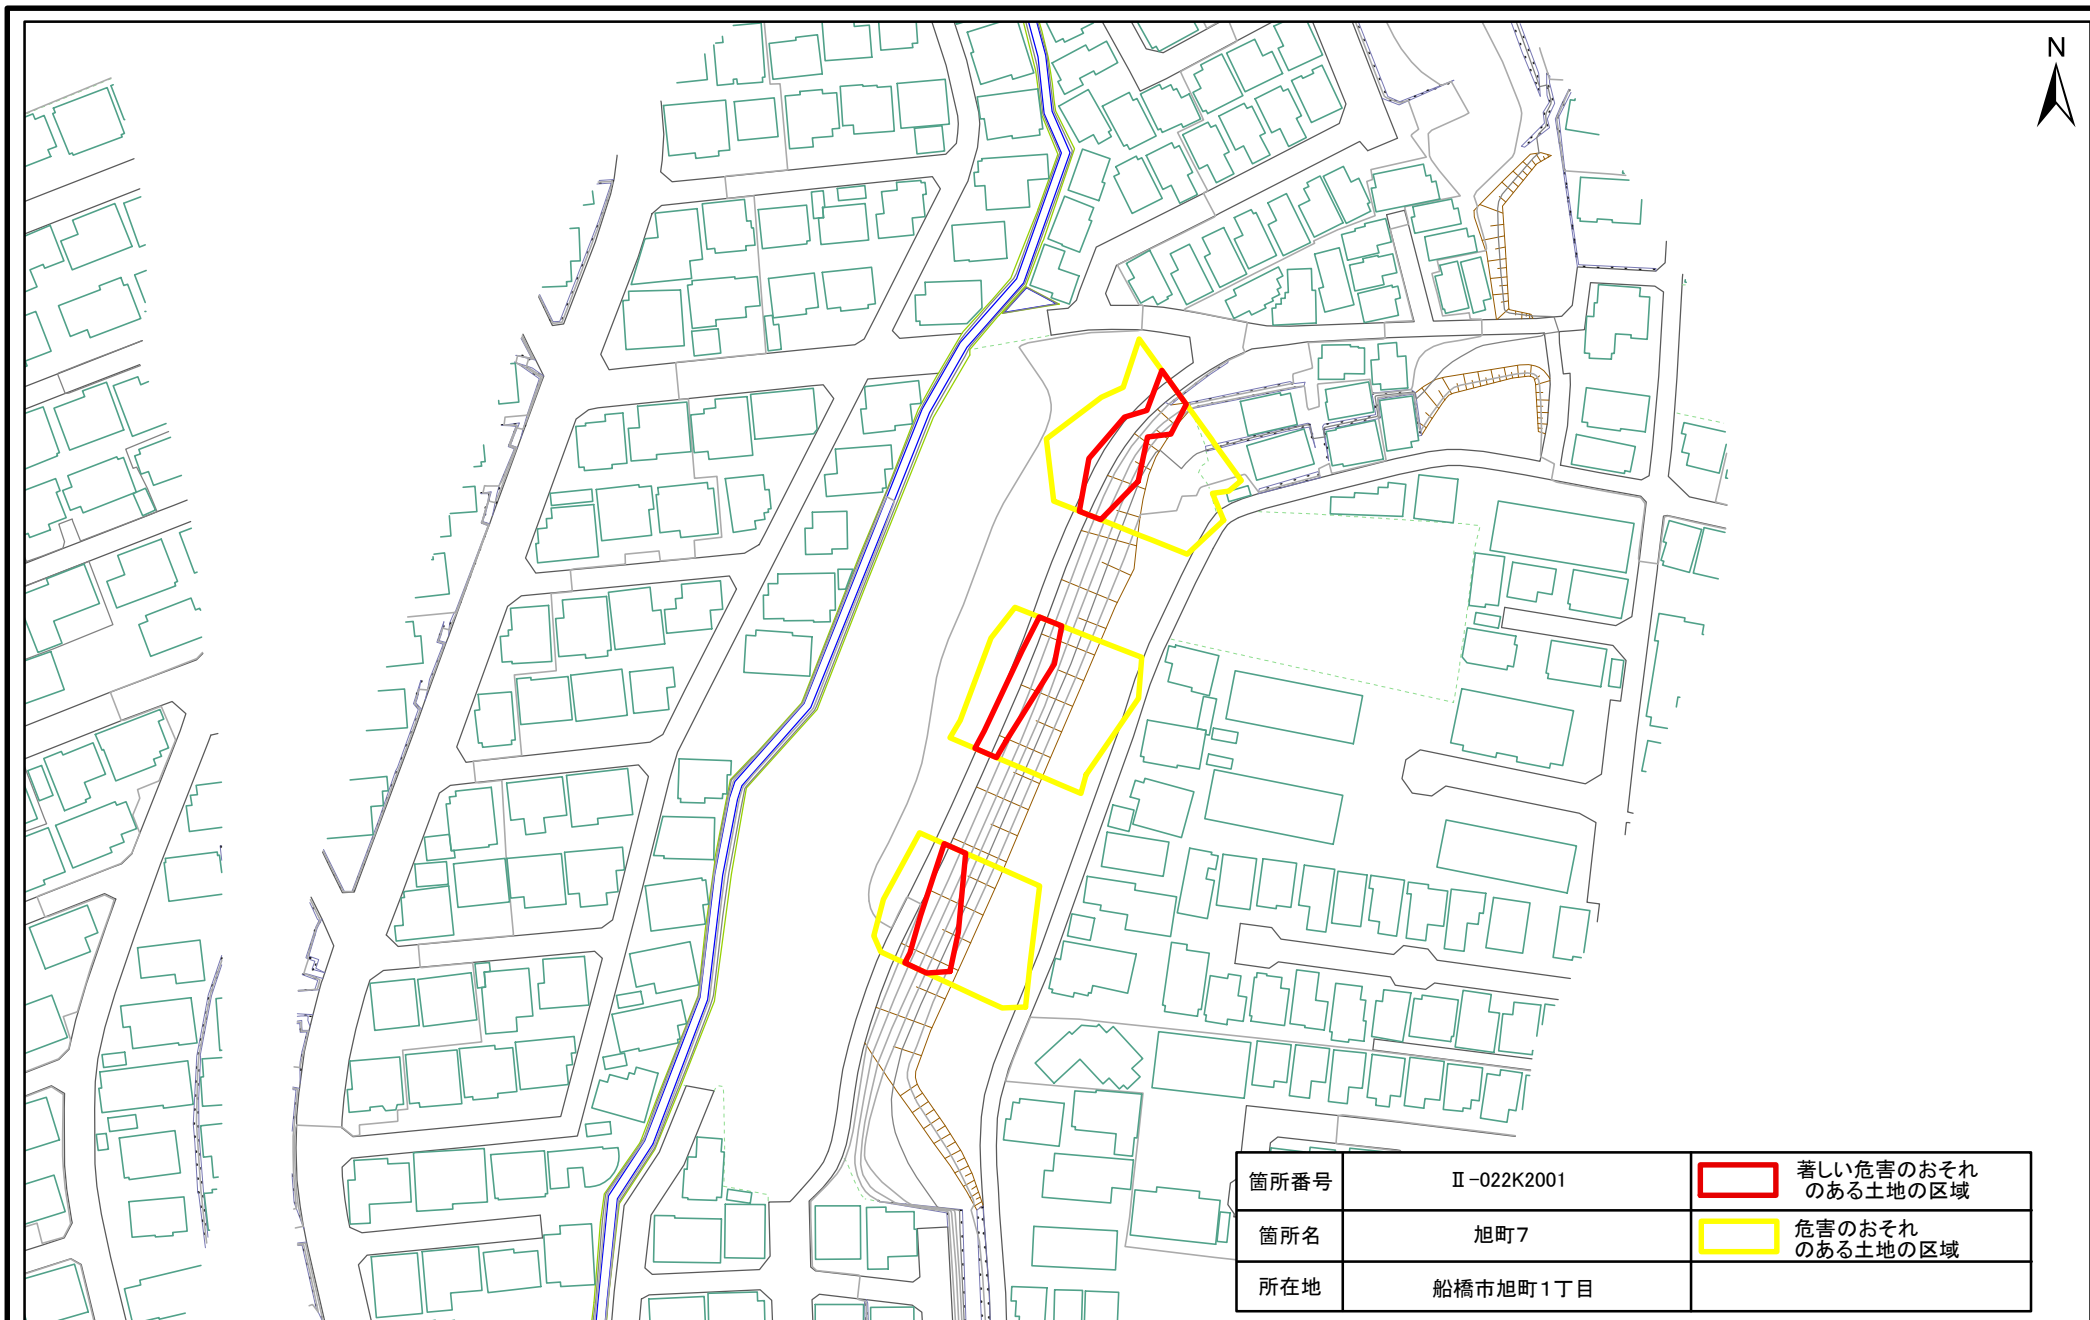 N
箇所番号 Ⅱ-022K2001 著しい危害のおそれ
のある土地の区域
箇所名 旭町7 危害のおそれ
のある土地の区域
所在地 船橋市旭町1丁目